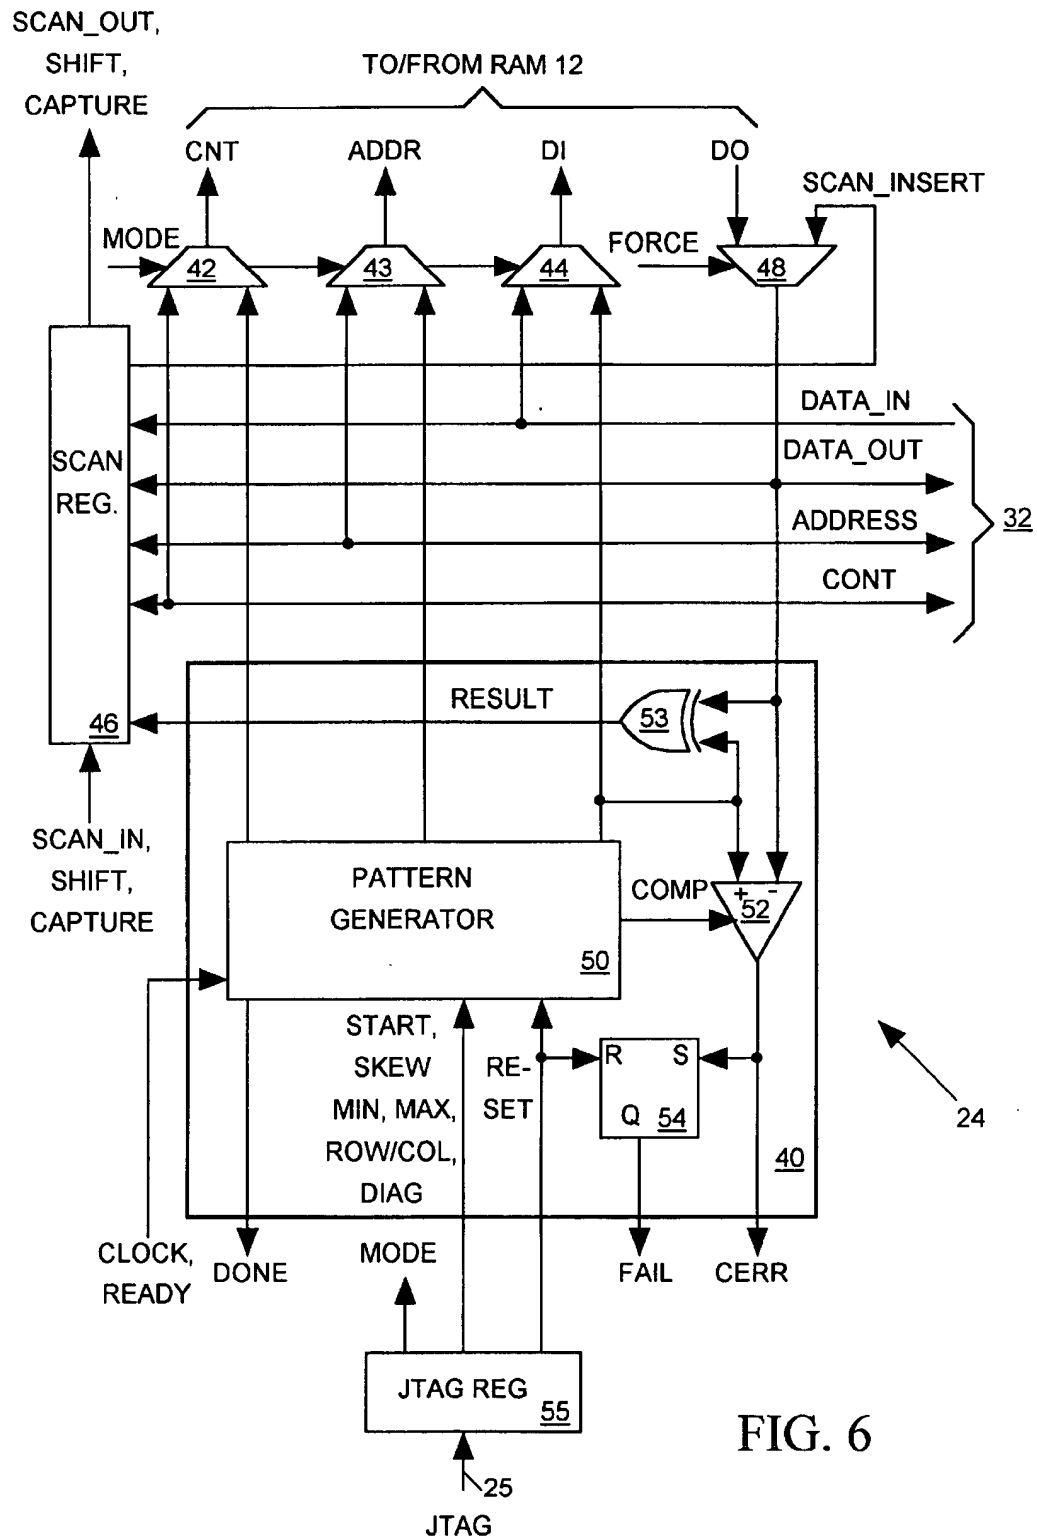 SCAN_OUT,
SHIFT,
CAPTURE
TO/FROM RAM 12
CNT
ADDR
DI
DO
SCAN_INSERT
MODE
42
43
44
FORCE
48
DATA_IN
DATA_OUT
ADDRESS
CONT
32
SCAN
REG.
46
RESULT
53
SCAN_IN,
SHIFT,
CAPTURE
PATTERN
GENERATOR
50
COMP
+ -
52
START,
SKEW
MIN, MAX,
ROW/COL,
DIAG
RE-
SET
R S
Q 54
40
24
CLOCK,
READY
DONE
MODE
FAIL
CERR
JTAG REG
55
25
JTAG
FIG. 6